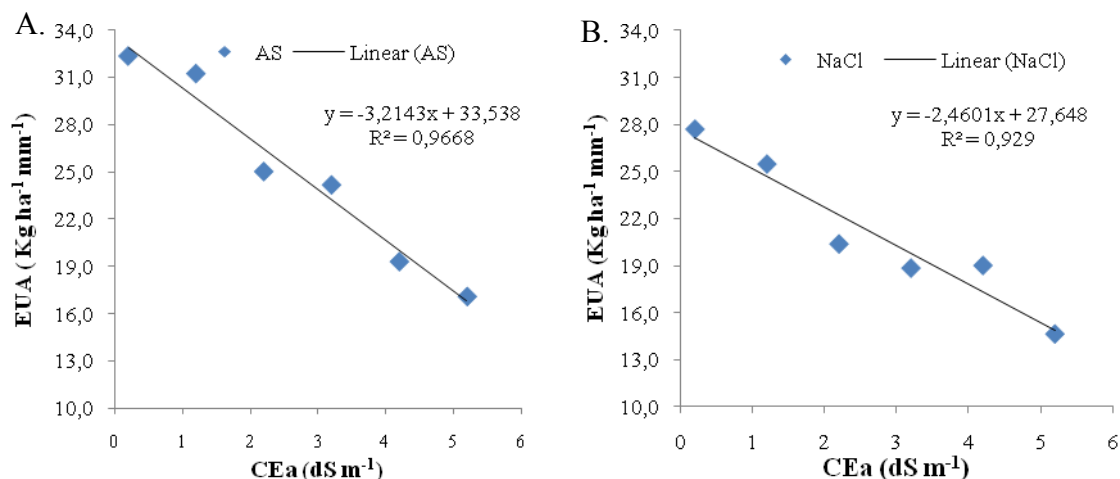 A.
34,0
31,0
28,0
25,0
22,0
19,0
16,0
13,0
10,0
EUA ( Kg ha⁻¹ mm⁻¹)
AS
Linear (AS)
y = -3,2143x + 33,538
R² = 0,9668
0 1 2 3 4 5 6
CEa (dS m⁻¹)
B.
34,0
31,0
28,0
25,0
22,0
19,0
16,0
13,0
10,0
EUA (Kg ha⁻¹ mm⁻¹)
NaCl
Linear (NaCl)
y = -2,4601x + 27,648
R² = 0,929
0 1 2 3 4 5 6
CEa (dS m⁻¹)